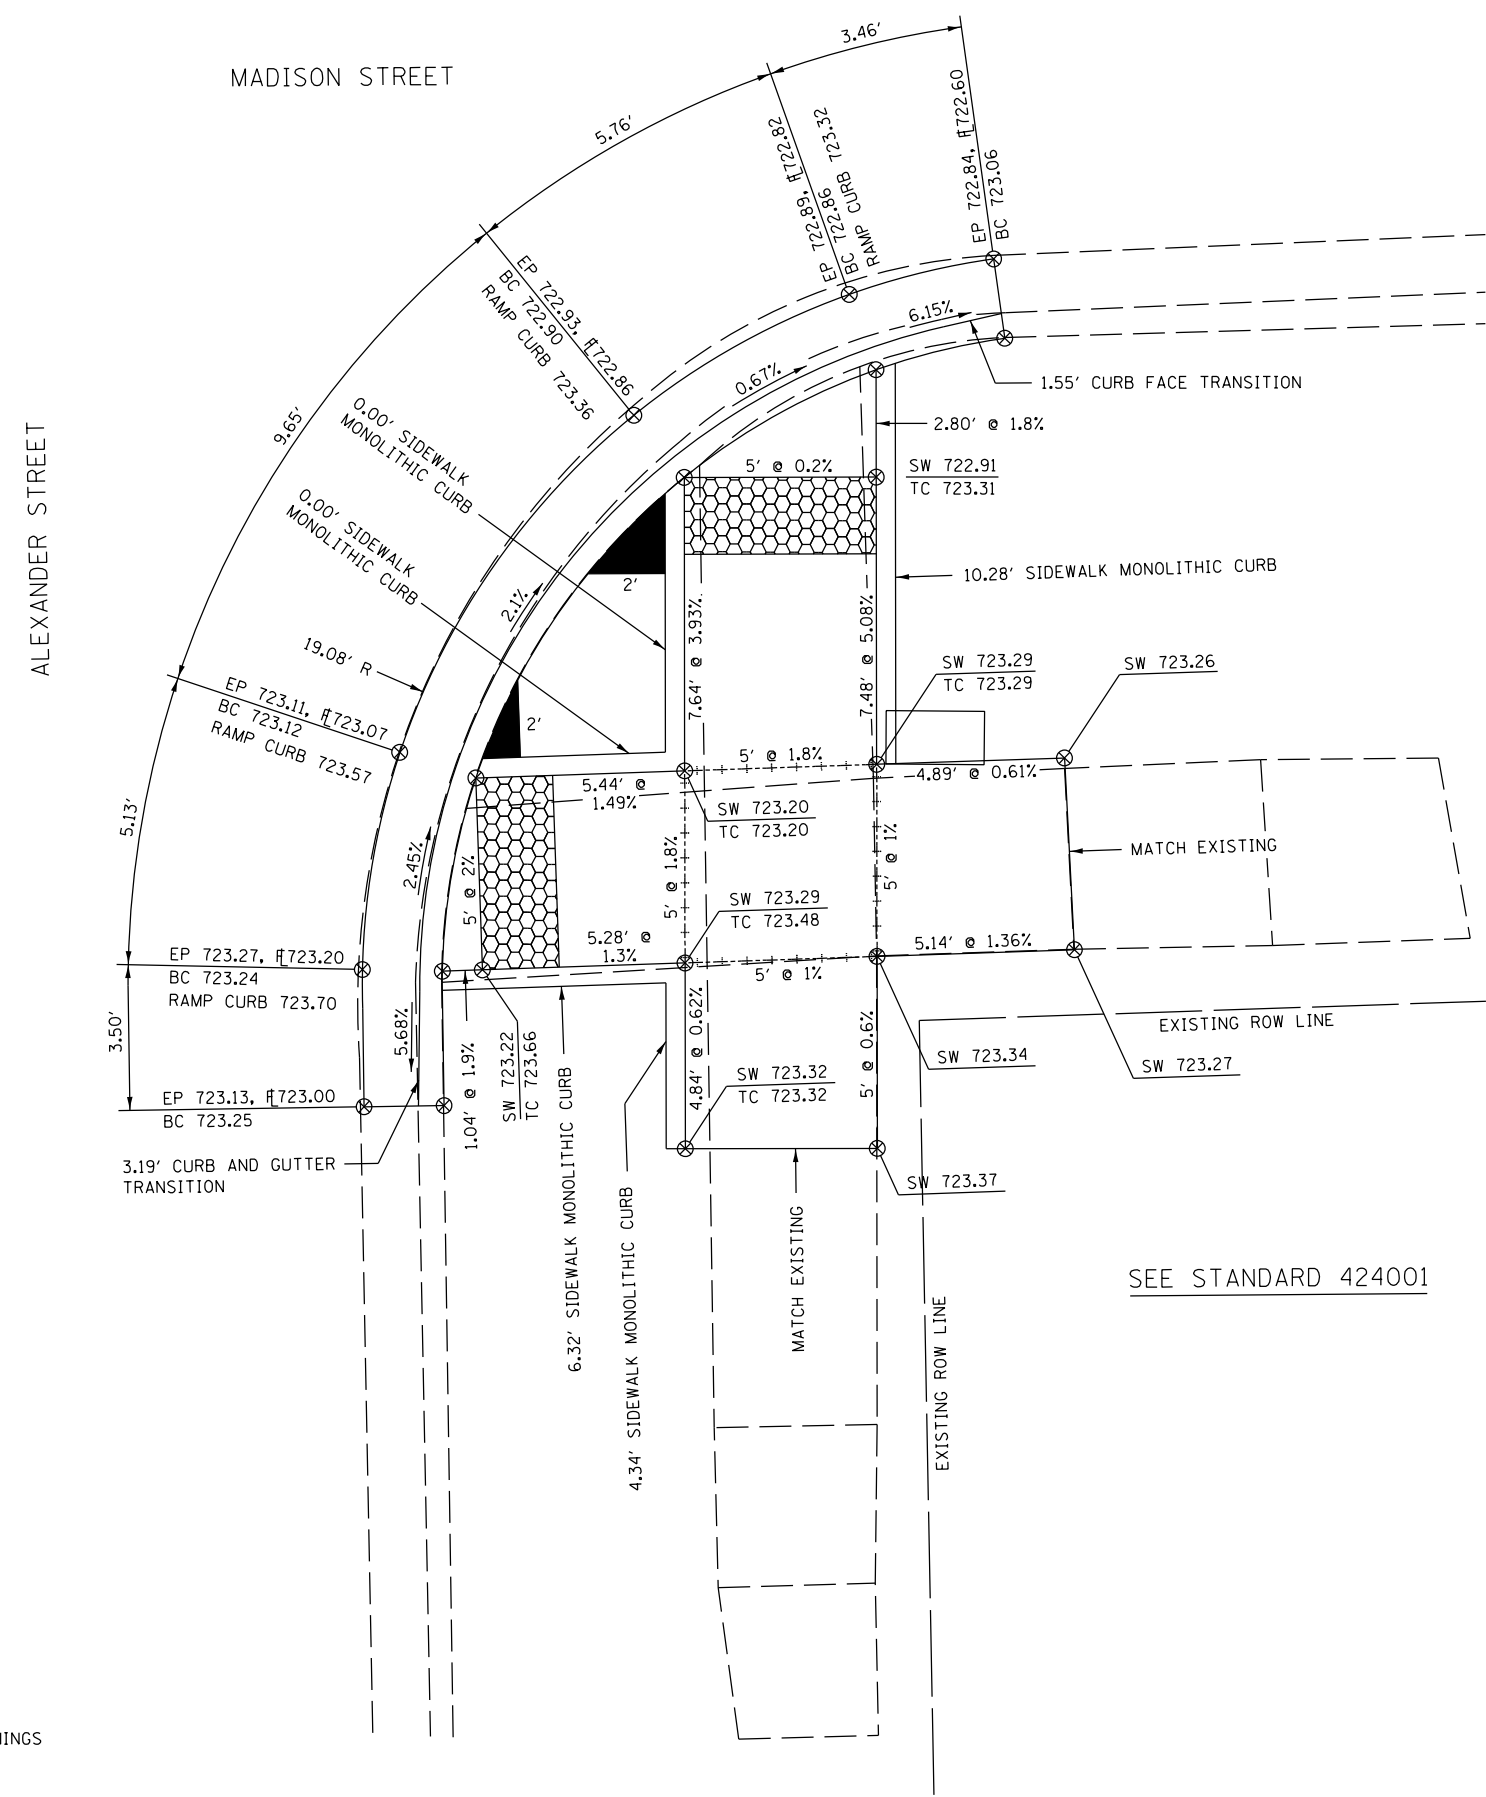 MADISON STREET
ALEXANDER STREET
3.46'
5.76'
9.65'
5.13'
3.50'
EP 722.84, FL722.60
BC 723.06
EP 722.89, FL722.82
BC 722.86
RAMP CURB 723.32
EP 722.93, FL722.86
BC 722.90
RAMP CURB 723.36
0.00' SIDEWALK
MONOLITHIC CURB
0.00' SIDEWALK
MONOLITHIC CURB
19.08' R
EP 723.11, FL723.07
BC 723.12
RAMP CURB 723.57
EP 723.27, FL723.20
BC 723.24
RAMP CURB 723.70
EP 723.13, FL723.00
BC 723.25
3.19' CURB AND GUTTER
TRANSITION
6.15%
0.67%
2.1%
2.45%
5.68%
1.55' CURB FACE TRANSITION
2.80' @ 1.8%
5' @ 0.2%
SW 722.91
TC 723.31
2'
2'
10.28' SIDEWALK MONOLITHIC CURB
7.64' @ 3.93%
7.48' @ 5.08%
SW 723.29
TC 723.29
SW 723.26
5' @ 1.8%
4.89' @ 0.61%
5.44' @
1.49%
SW 723.20
TC 723.20
5' @ 2%
5' @ 1.8%
5' @ 1%
MATCH EXISTING
SW 723.29
TC 723.48
5.28' @
1.3%
5' @ 1%
5.14' @ 1.36%
1.04' @ 1.9%
SW 723.22
TC 723.66
4.84' @ 0.62%
5' @ 0.6%
SW 723.32
TC 723.32
SW 723.34
SW 723.27
EXISTING ROW LINE
SW 723.37
6.32' SIDEWALK MONOLITHIC CURB
4.34' SIDEWALK MONOLITHIC CURB
MATCH EXISTING
EXISTING ROW LINE
SEE STANDARD 424001